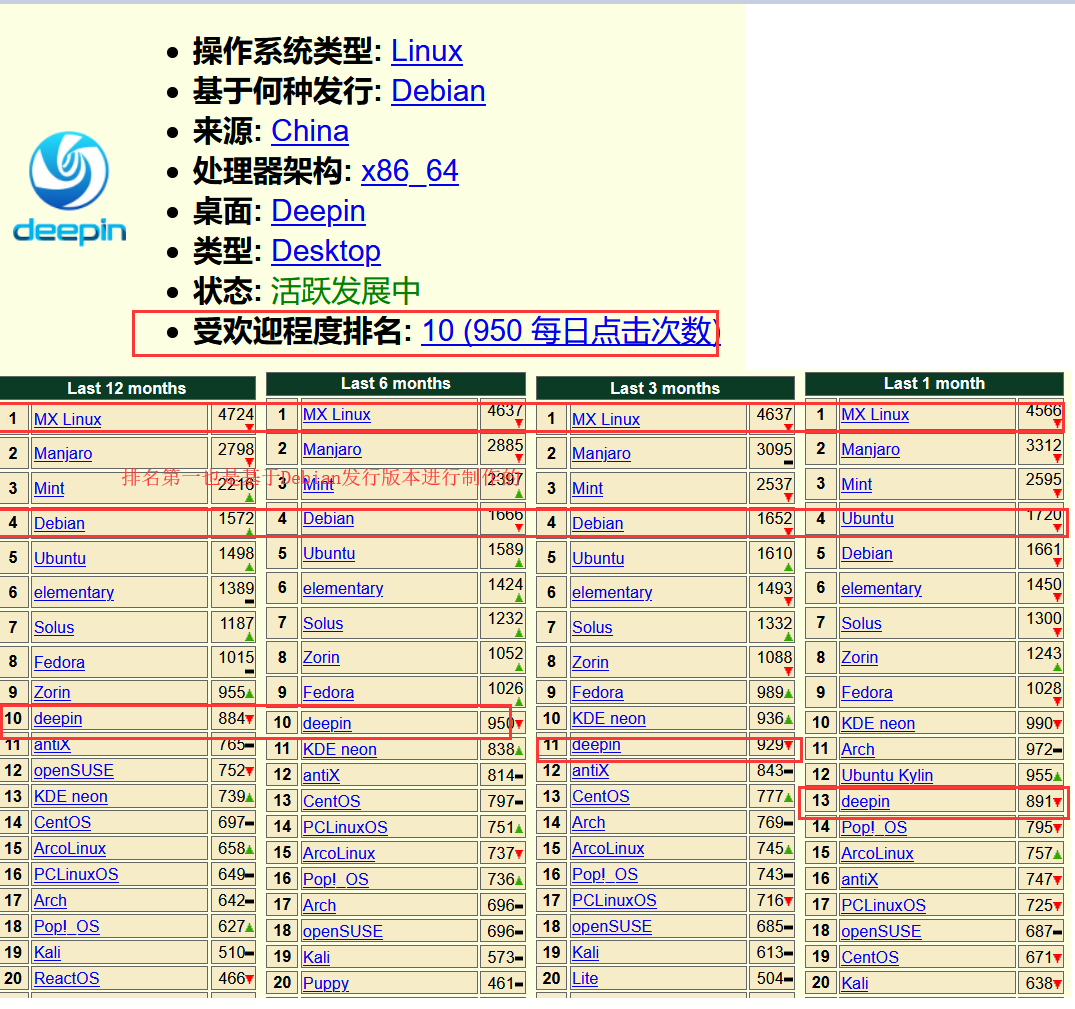 操作系统类型: Linux
基于何种发行: Debian
来源: China
处理器架构: x86_64
桌面: Deepin
类型: Desktop
状态: 活跃发展中
受欢迎程度排名: 10 (950 每日点击次数)
deepin
Last 12 months
1 MX Linux 4724
2 Manjaro 2798
3 Mint 2216
4 Debian 1572
5 Ubuntu 1498
6 elementary 1389
7 Solus 1187
8 Fedora 1015
9 Zorin 955
10 deepin 884
11 antiX 765
12 openSUSE 752
13 KDE neon 739
14 CentOS 697
15 ArcoLinux 658
16 PCLinuxOS 649
17 Arch 642
18 Pop!_OS 627
19 Kali 510
20 ReactOS 466
排名第一也是基于Debian发行版本进行制作的
Last 6 months
1 MX Linux 4637
2 Manjaro 2885
3 Mint 2397
4 Debian 1666
5 Ubuntu 1589
6 elementary 1424
7 Solus 1232
8 Zorin 1052
9 Fedora 1026
10 deepin 950
11 KDE neon 838
12 antiX 814
13 CentOS 797
14 PCLinuxOS 751
15 ArcoLinux 737
16 Pop!_OS 736
17 Arch 696
18 openSUSE 696
19 Kali 573
20 Puppy 461
Last 3 months
1 MX Linux 4637
2 Manjaro 3095
3 Mint 2537
4 Debian 1652
5 Ubuntu 1610
6 elementary 1493
7 Solus 1332
8 Zorin 1088
9 Fedora 989
10 KDE neon 936
11 deepin 929
12 antiX 843
13 CentOS 777
14 Arch 769
15 ArcoLinux 745
16 Pop!_OS 743
17 PCLinuxOS 716
18 openSUSE 685
19 Kali 613
20 Lite 504
Last 1 month
1 MX Linux 4566
2 Manjaro 3312
3 Mint 2595
4 Ubuntu 1720
5 Debian 1661
6 elementary 1450
7 Solus 1300
8 Zorin 1243
9 Fedora 1028
10 KDE neon 990
11 Arch 972
12 Ubuntu Kylin 955
13 deepin 891
14 Pop!_OS 795
15 ArcoLinux 757
16 antiX 747
17 PCLinuxOS 725
18 openSUSE 687
19 CentOS 671
20 Kali 638